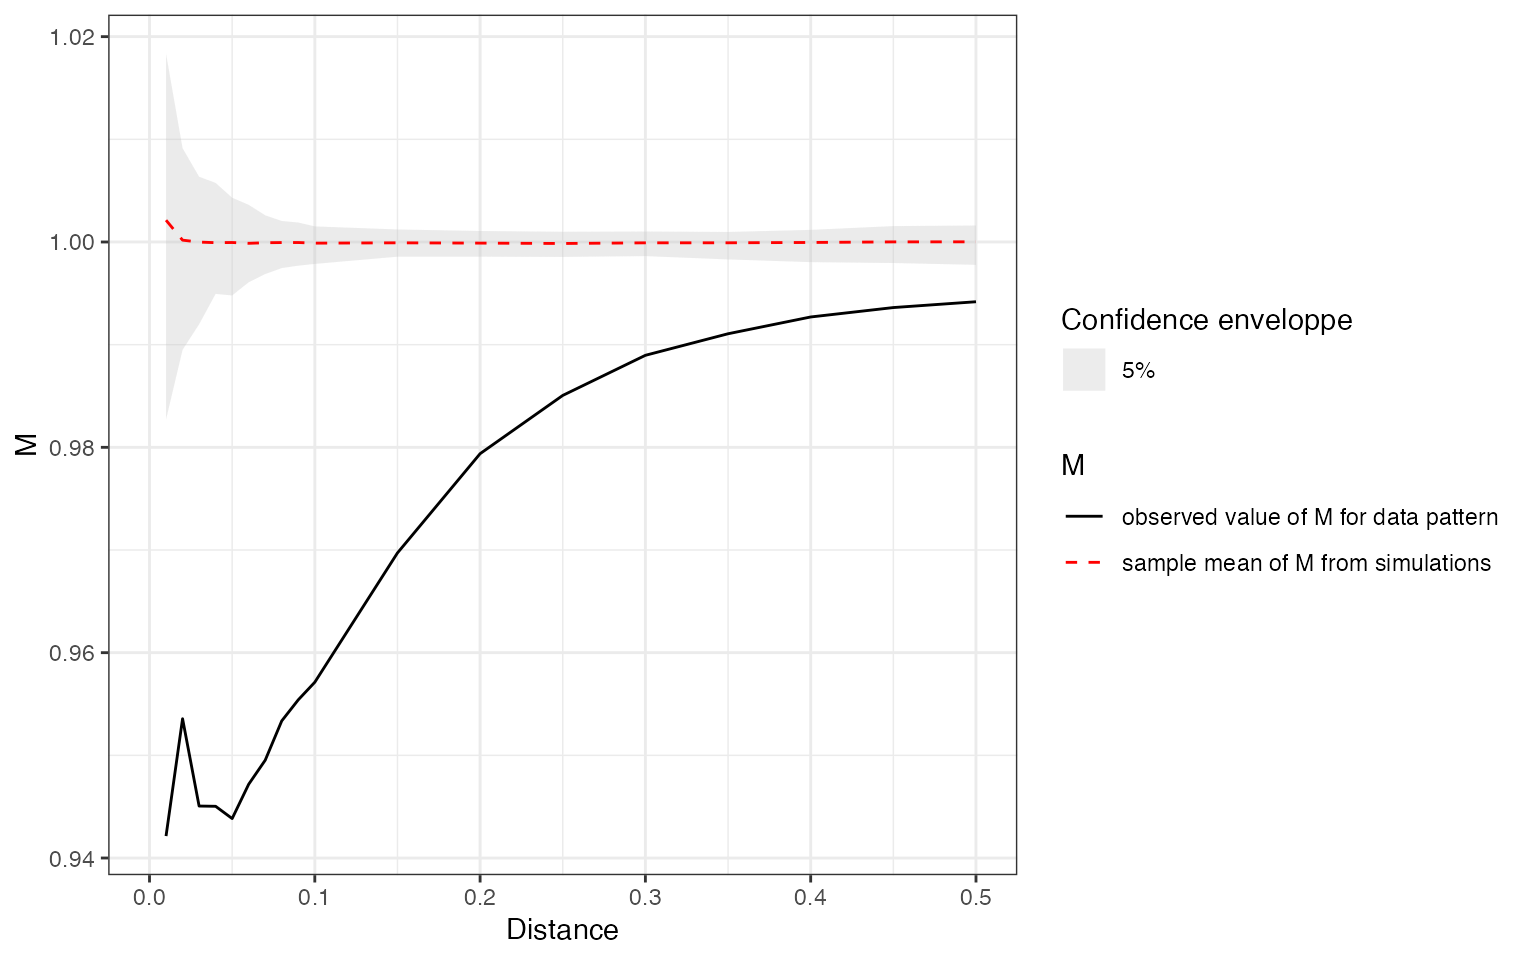 1.02
1.00
0.98
0.96
0.94
M
0.0 0.1 0.2 0.3 0.4 0.5
Distance
Confidence enveloppe
5%
M
observed value of M for data pattern
sample mean of M from simulations